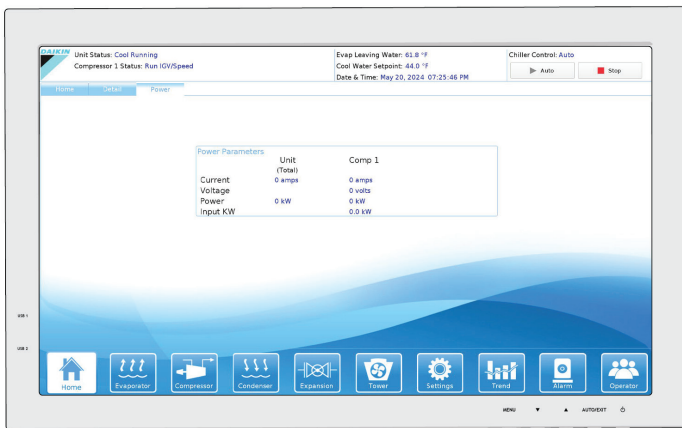 DAIKIN
Unit Status: Cool Running
Compressor 1 Status: Run IGV/Speed
Evap Leaving Water: 61.8 °F
Cool Water Setpoint: 44.0 °F
Date & Time: May 20, 2024 07:25:46 PM
Chiller Control: Auto
Auto Stop
Home Detail Power
Power Parameters
Unit Comp 1
(Total)
Current 0 amps 0 amps
Voltage 0 volts
Power 0 kW 0 kW
Input KW 0.0 kW
USB 1
USB 2
Home Evaporator Compressor Condenser Expansion Tower Settings Trend Alarm Operator
MENU ▼ ▲ AUTO/EXIT